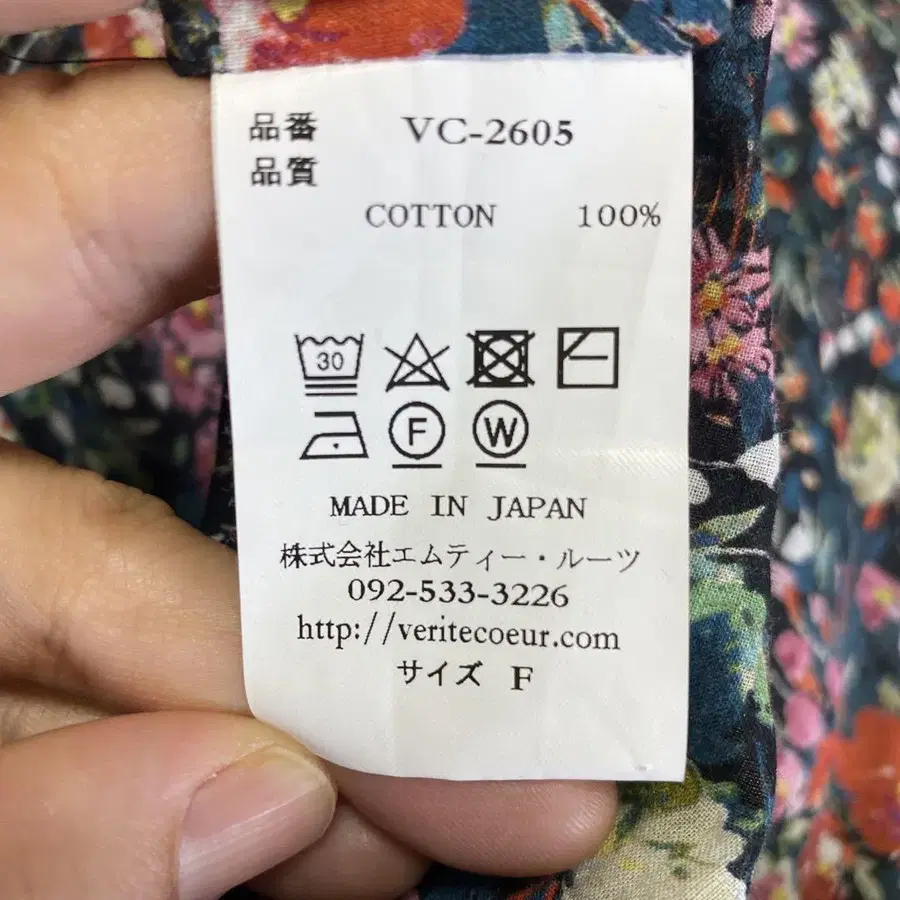 品番 VC-2605
品質
COTTON 100%
30
F W
MADE IN JAPAN
株式会社エムティー・ルーツ
092-533-3226
http://veritecoeur.com
サイズ F